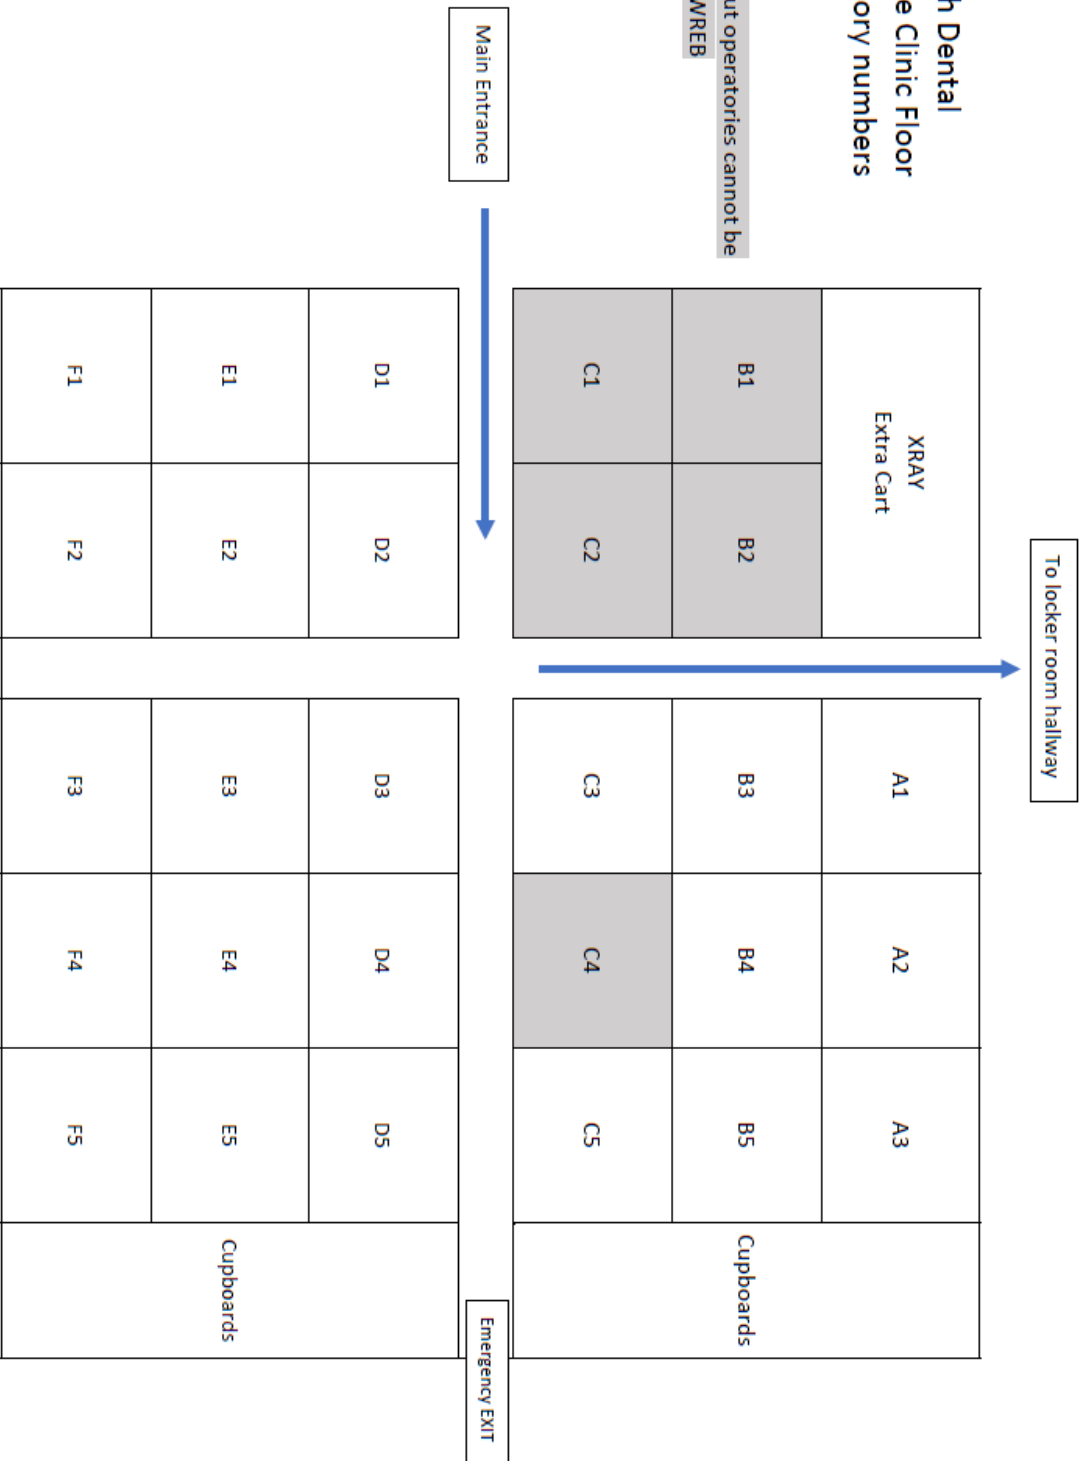 To locker room hallway
h Dental
e Clinic Floor
ory numbers
ut operatories cannot be
WREB
XRAY
Extra Cart
A1
A2
A3
B1
B2
B3
B4
B5
Cupboards
C1
C2
C3
C4
C5
Main Entrance
Emergency EXIT
D1
D2
D3
D4
D5
E1
E2
E3
E4
E5
Cupboards
F1
F2
F3
F4
F5